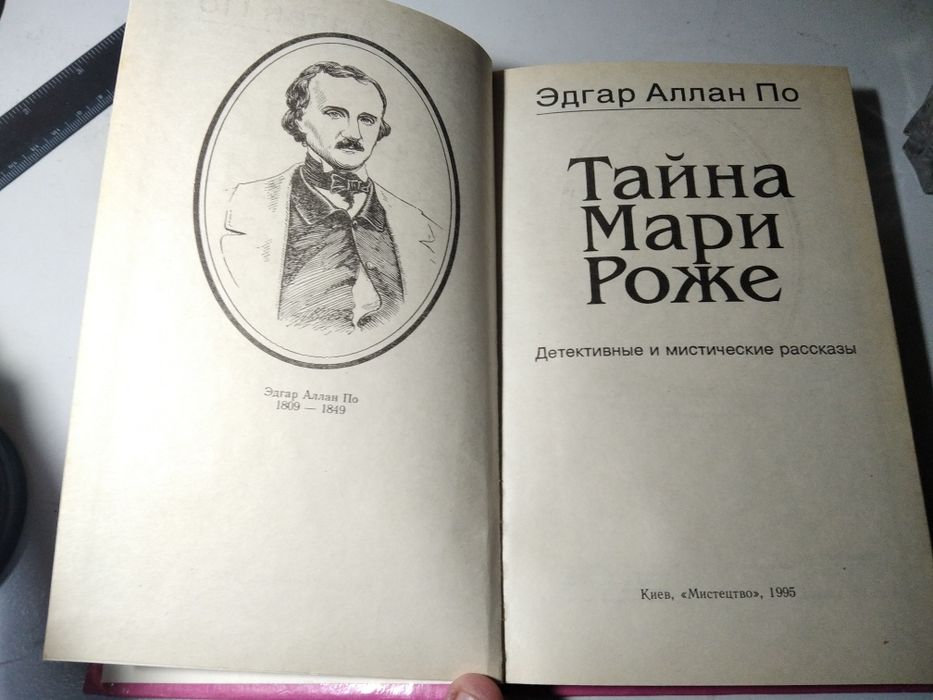 Эдгар Аллан По
1809 — 1849
Эдгар Аллан По
Тайна
Мари
Роже
Детективные и мистические рассказы
Киев, «Мистецтво», 1995